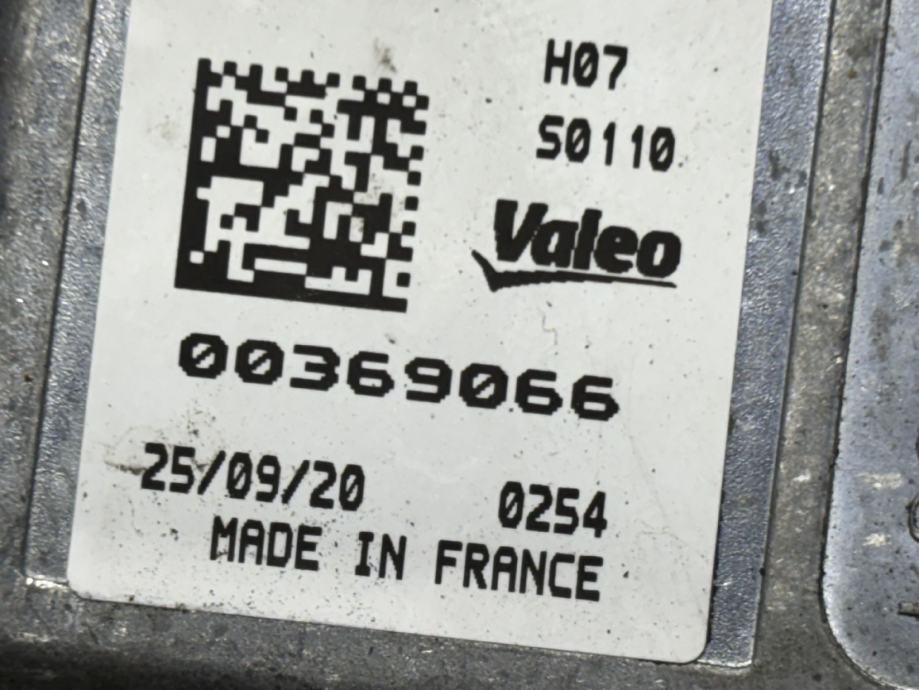 H07
S0110
Valeo
00369066
25/09/20 0254
MADE IN FRANCE